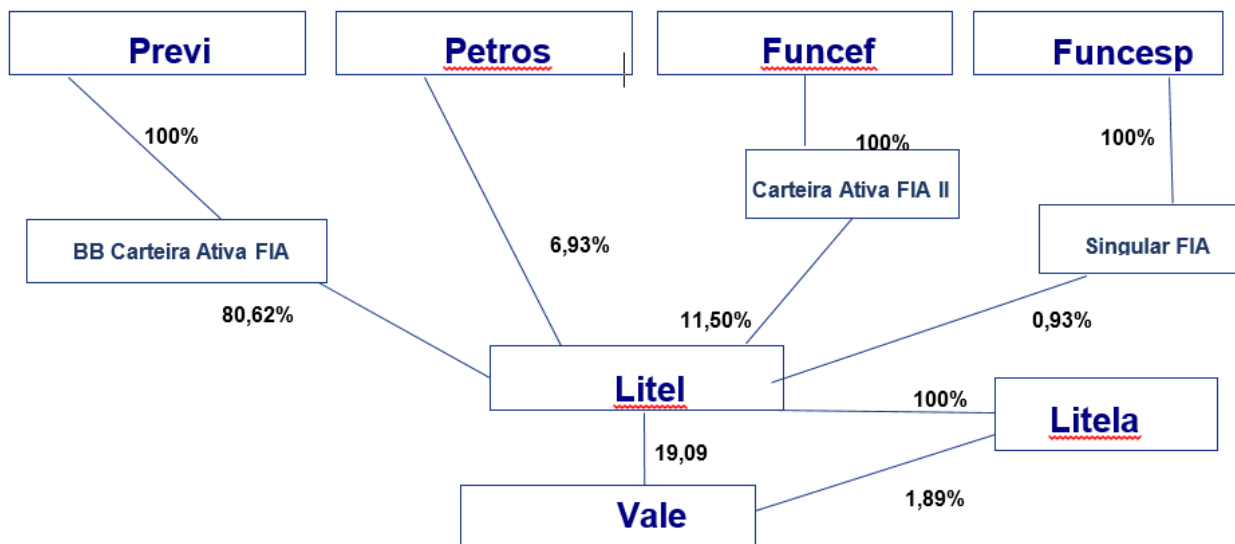 Previ
Petros
Funcef
Funcesp
100%
100%
100%
Carteira Ativa FIA II
BB Carteira Ativa FIA
6,93%
Singular FIA
80,62%
11,50%
0,93%
Litel
100%
Litela
19,09
1,89%
Vale